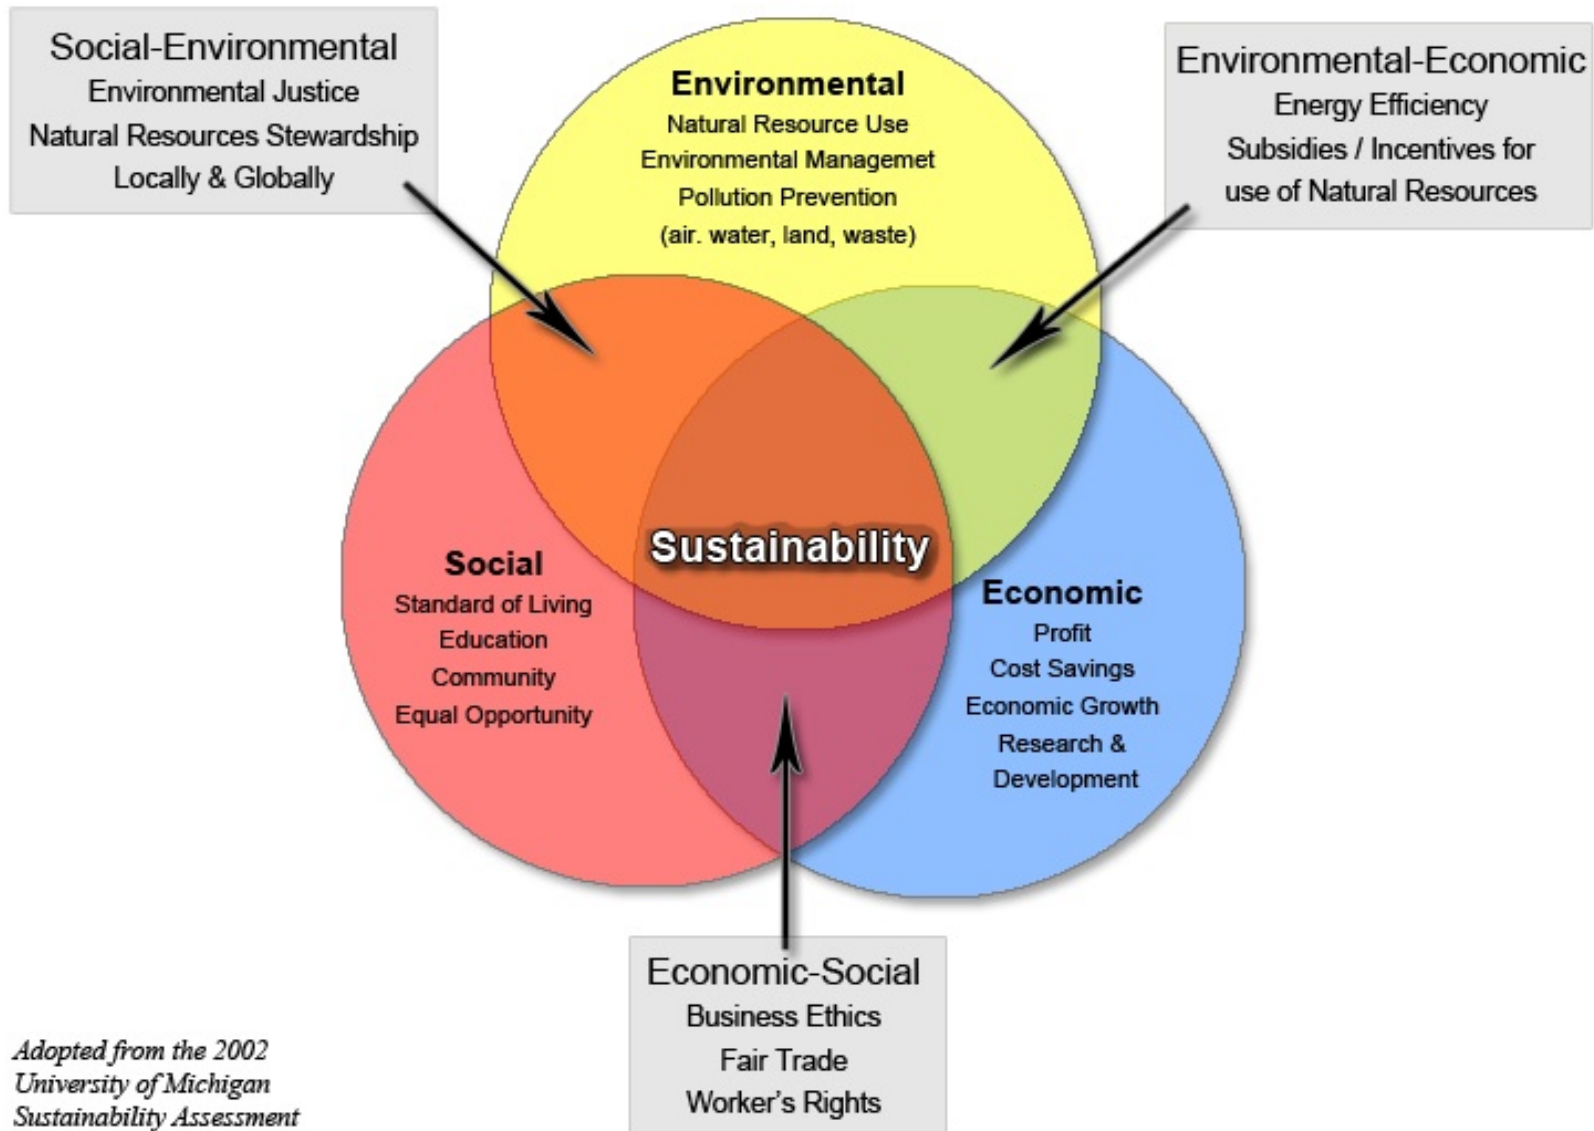 Social-Environmental
Environmental Justice
Natural Resources Stewardship
Locally & Globally
Environmental
Natural Resource Use
Environmental Managemet
Pollution Prevention
(air. water, land, waste)
Environmental-Economic
Energy Efficiency
Subsidies / Incentives for
use of Natural Resources
Sustainability
Social
Standard of Living
Education
Community
Equal Opportunity
Economic
Profit
Cost Savings
Economic Growth
Research &
Development
Economic-Social
Business Ethics
Fair Trade
Worker's Rights
Adopted from the 2002
University of Michigan
Sustainability Assessment